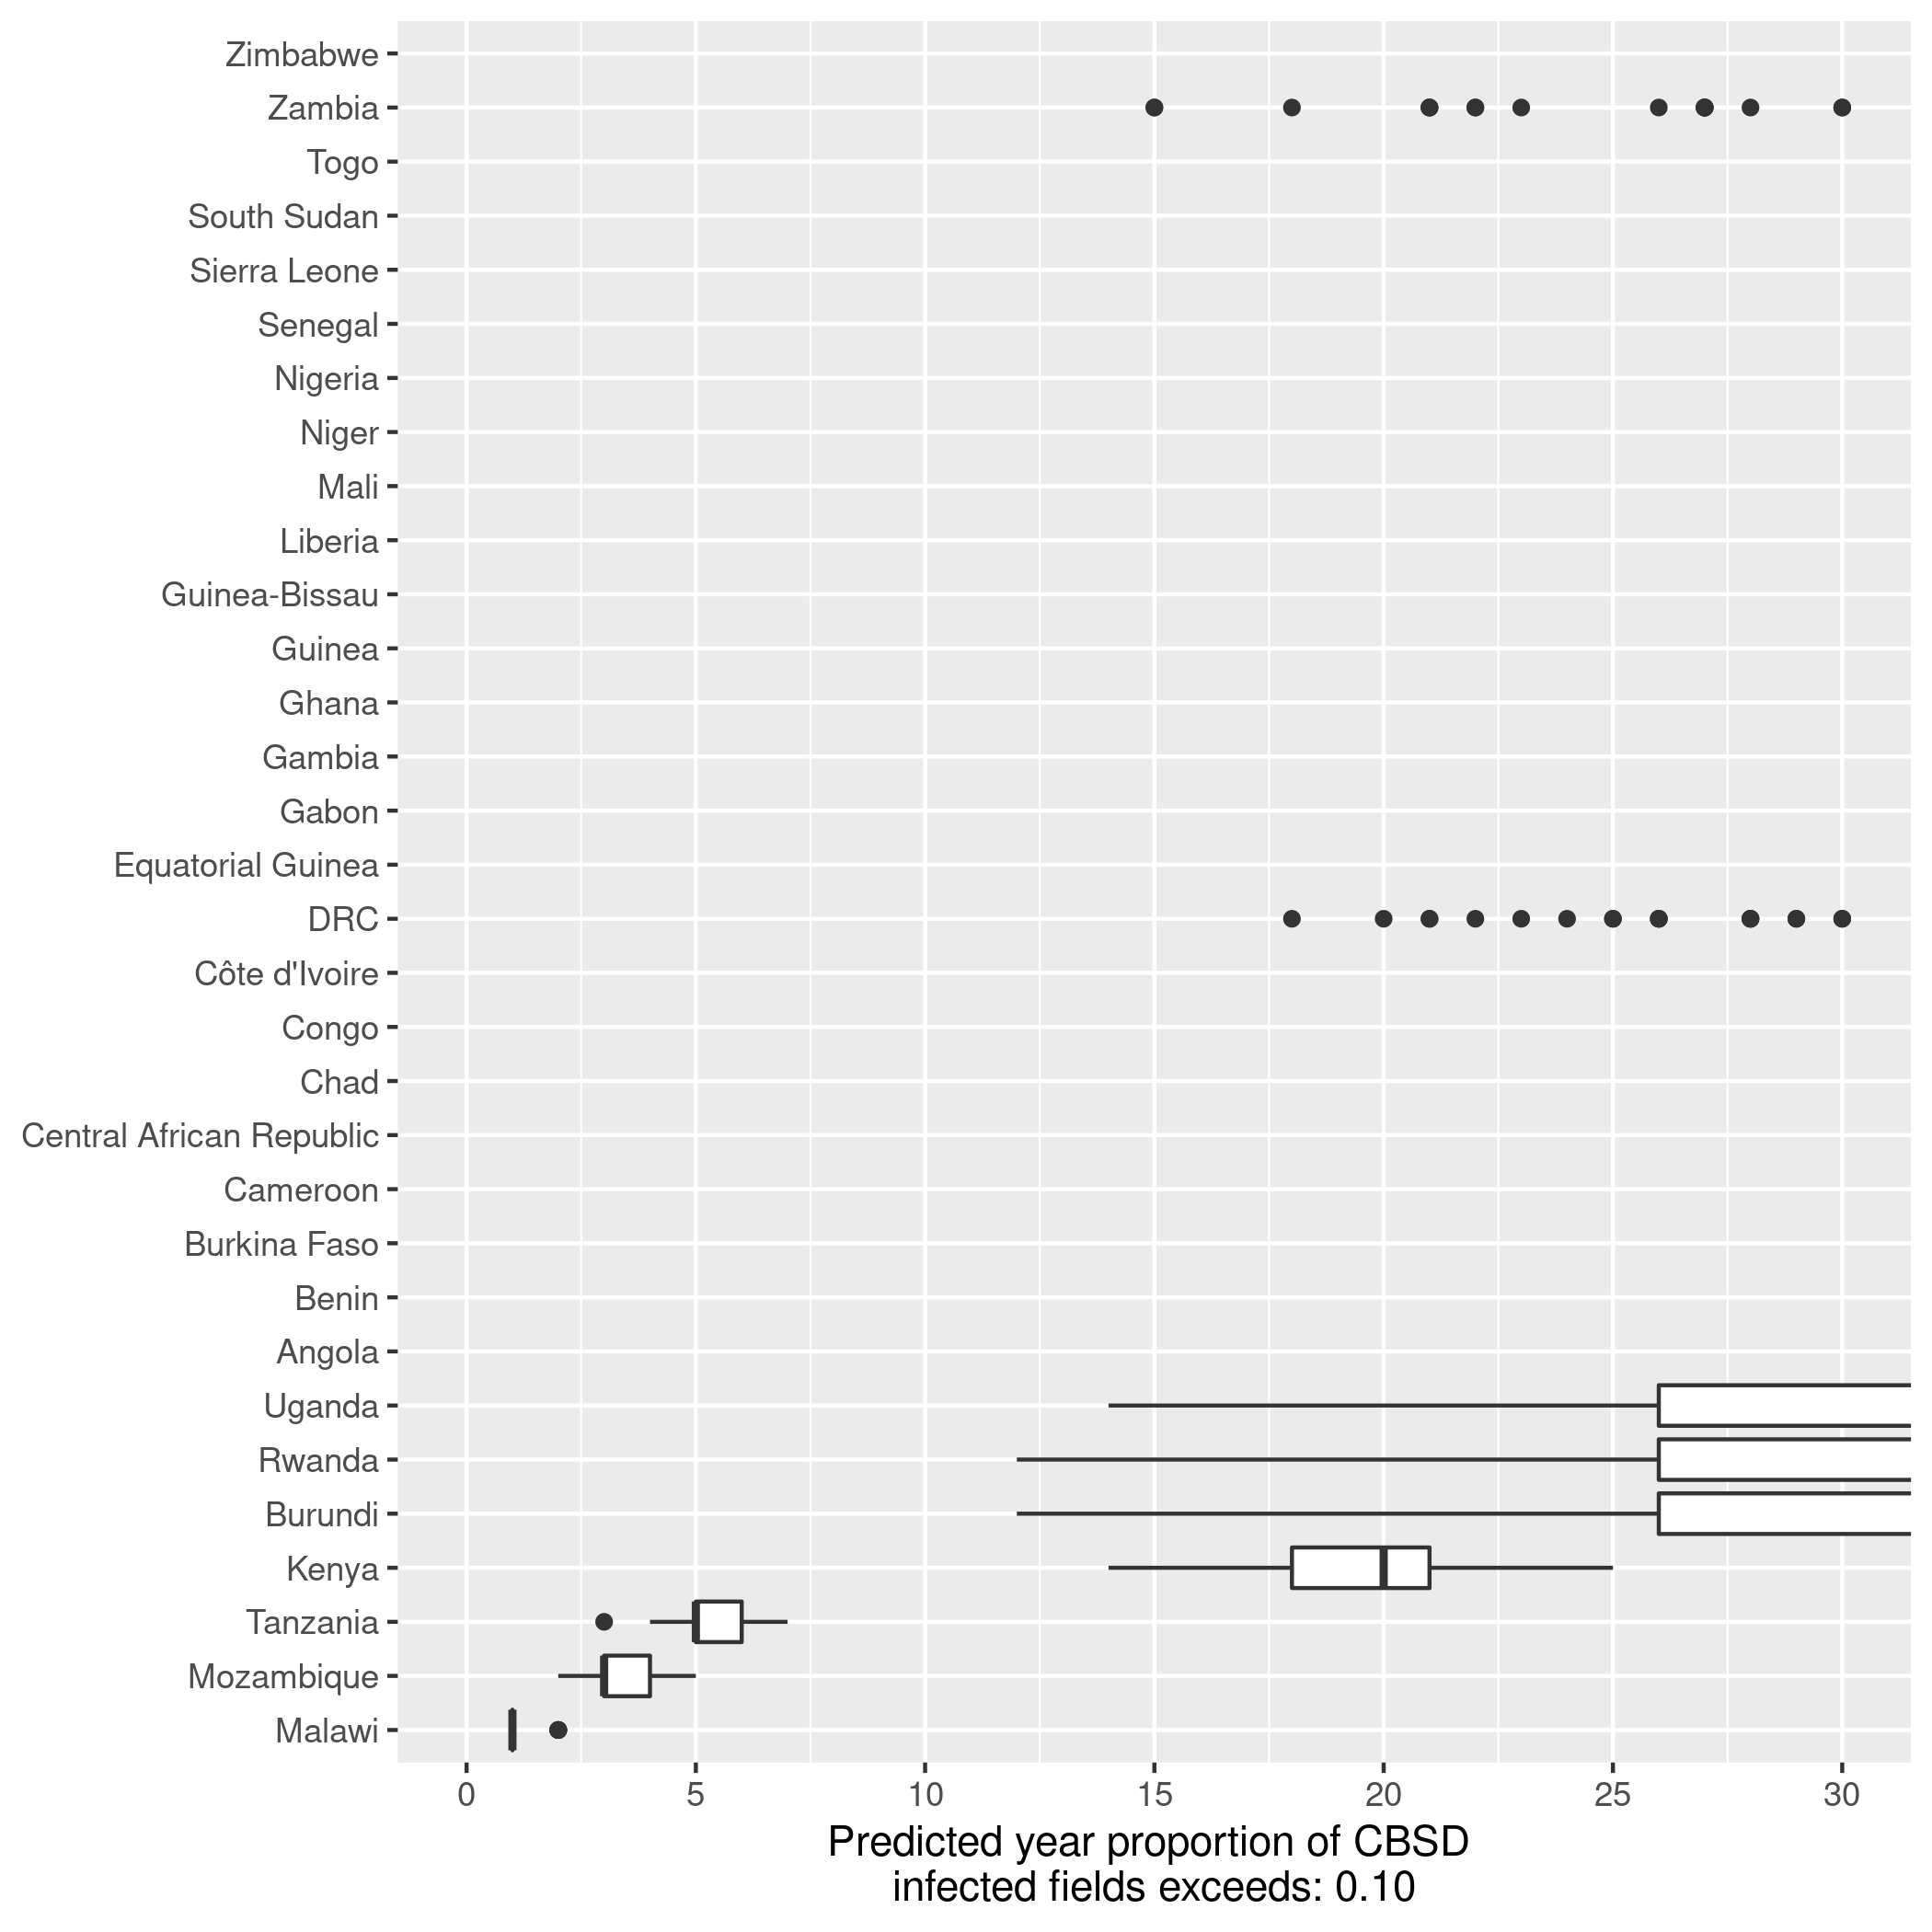 Zimbabwe
Zambia
Togo
South Sudan
Sierra Leone
Senegal
Nigeria
Niger
Mali
Liberia
Guinea-Bissau
Guinea
Ghana
Gambia
Gabon
Equatorial Guinea
DRC
Côte d'Ivoire
Congo
Chad
Central African Republic
Cameroon
Burkina Faso
Benin
Angola
Uganda
Rwanda
Burundi
Kenya
Tanzania
Mozambique
Malawi
0 5 10 15 20 25 30
Predicted year proportion of CBSD
infected fields exceeds: 0.10